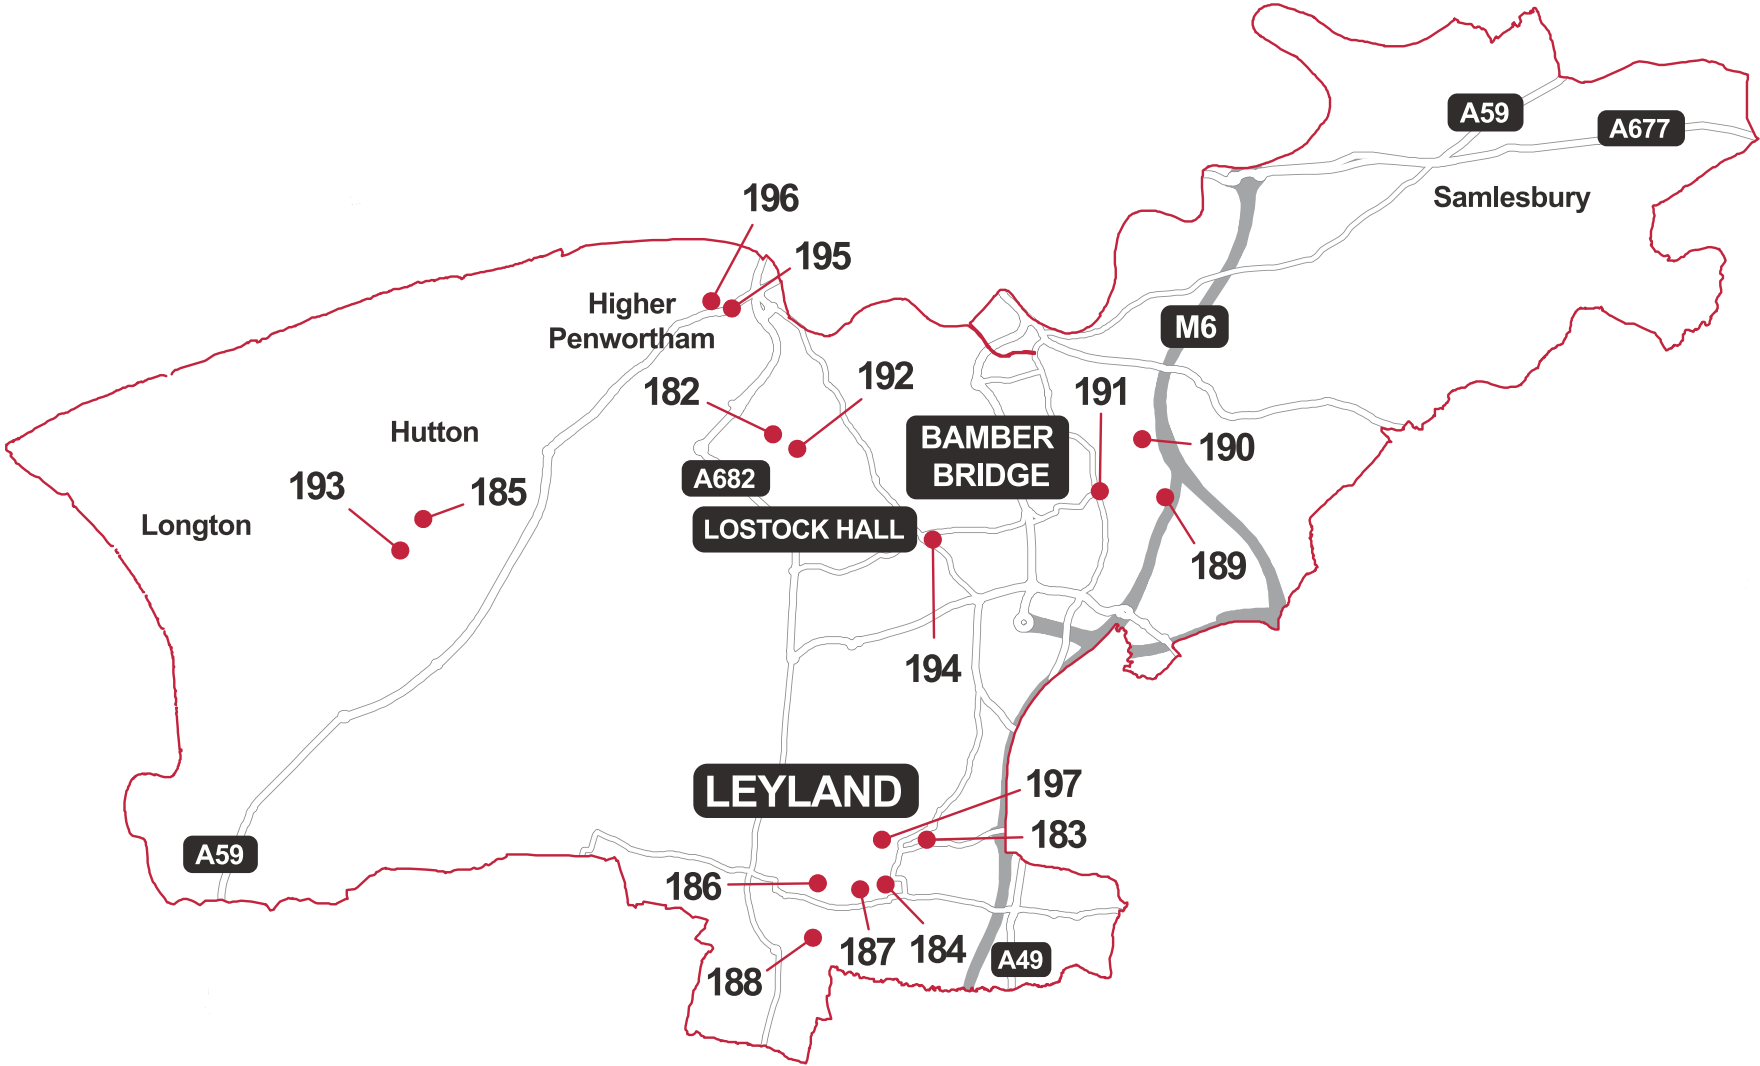 A59
A677
Samlesbury
196
195
Higher
Penwortham
M6
182
192
191
Hutton
BAMBER
BRIDGE
190
A682
193
185
Longton
LOSTOCK HALL
189
194
LEYLAND
197
183
A59
186
187
184
A49
188